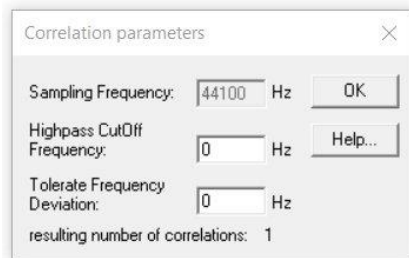 Correlation parameters
Sampling Frequency: 44100 Hz OK
Highpass CutOff
Frequency: 0 Hz Help...
Tolerate Frequency
Deviation: 0 Hz
resulting number of correlations: 1